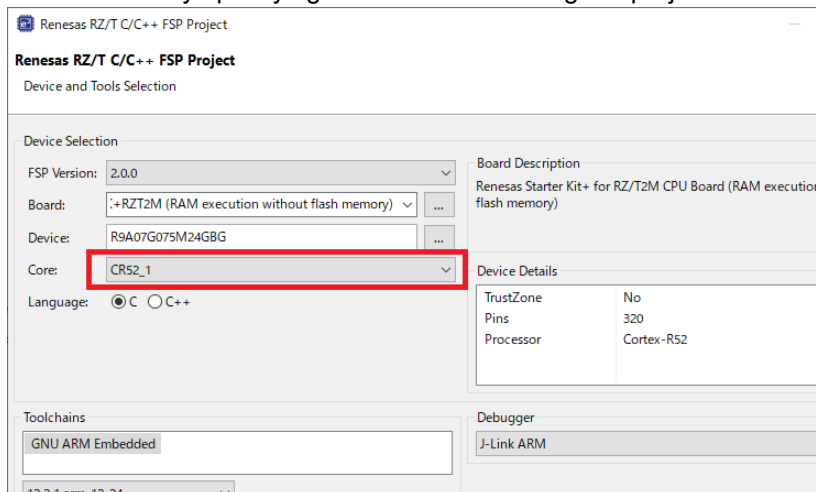 Renesas RZ/T C/C++ FSP Project
Renesas RZ/T C/C++ FSP Project
Device and Tools Selection
Device Selection
FSP Version: 2.0.0
Board: +RZT2M (RAM execution without flash memory) ...
Device: R9A07G075M24GBG ...
Core: CR52_1
Language: C C++
Board Description
Renesas Starter Kit+ for RZ/T2M CPU Board (RAM execution
flash memory)
Device Details
TrustZone No
Pins 320
Processor Cortex-R52
Toolchains
GNU ARM Embedded
Debugger
J-Link ARM